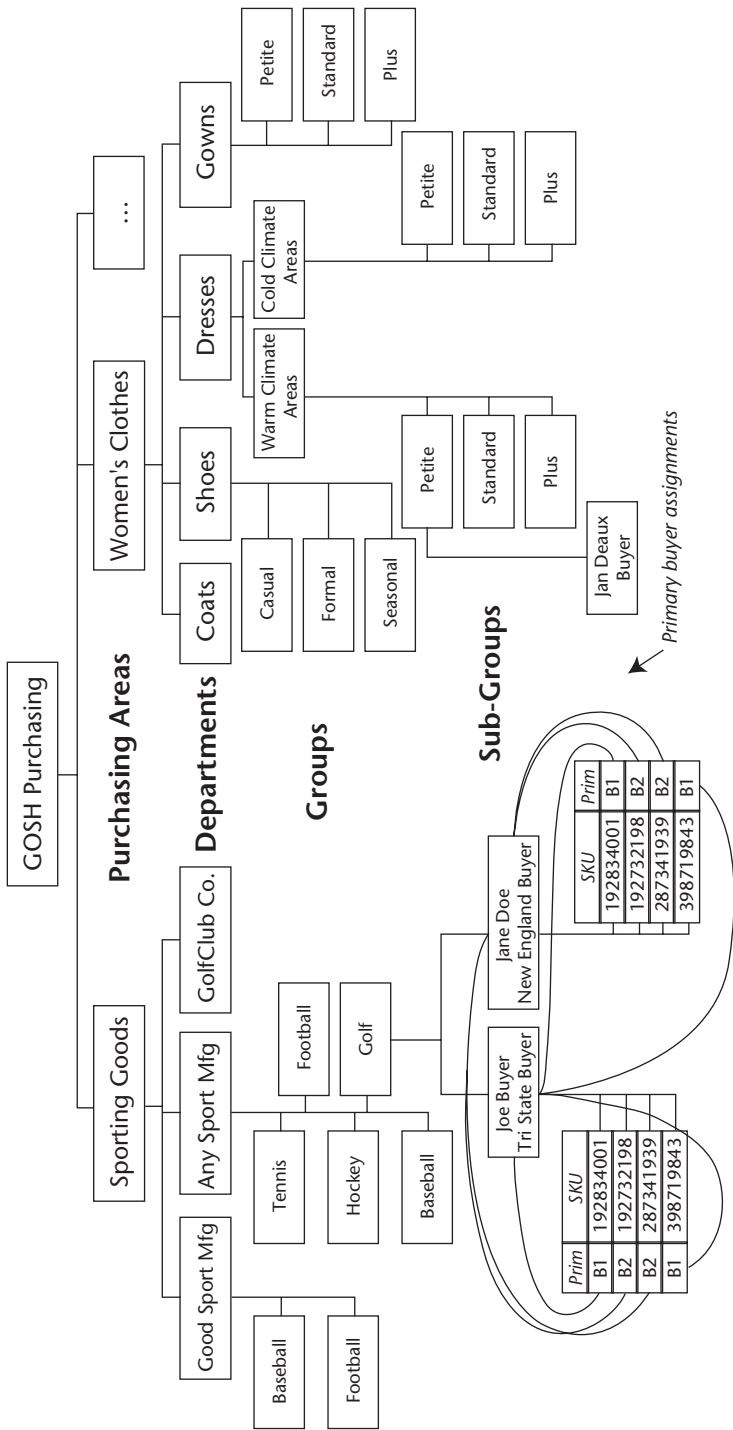 GOSH Purchasing
Purchasing Areas
Sporting Goods
Women's Clothes
...
Departments
Good Sport Mfg
Any Sport Mfg
GolfClub Co.
Coats
Shoes
Dresses
Gowns
Groups
Baseball
Football
Tennis
Hockey
Baseball
Football
Golf
Casual
Formal
Seasonal
Warm Climate
Areas
Cold Climate
Areas
Petite
Standard
Plus
Sub-Groups
Petite
Standard
Plus
Petite
Standard
Plus
Joe Buyer
Tri State Buyer
Jane Doe
New England Buyer
Jan Deaux
Buyer
Primary buyer assignments
Prim SKU
B1 192834001
B2 192732198
B2 287341939
B1 398719843
SKU Prim
192834001 B1
192732198 B2
287341939 B2
398719843 B1